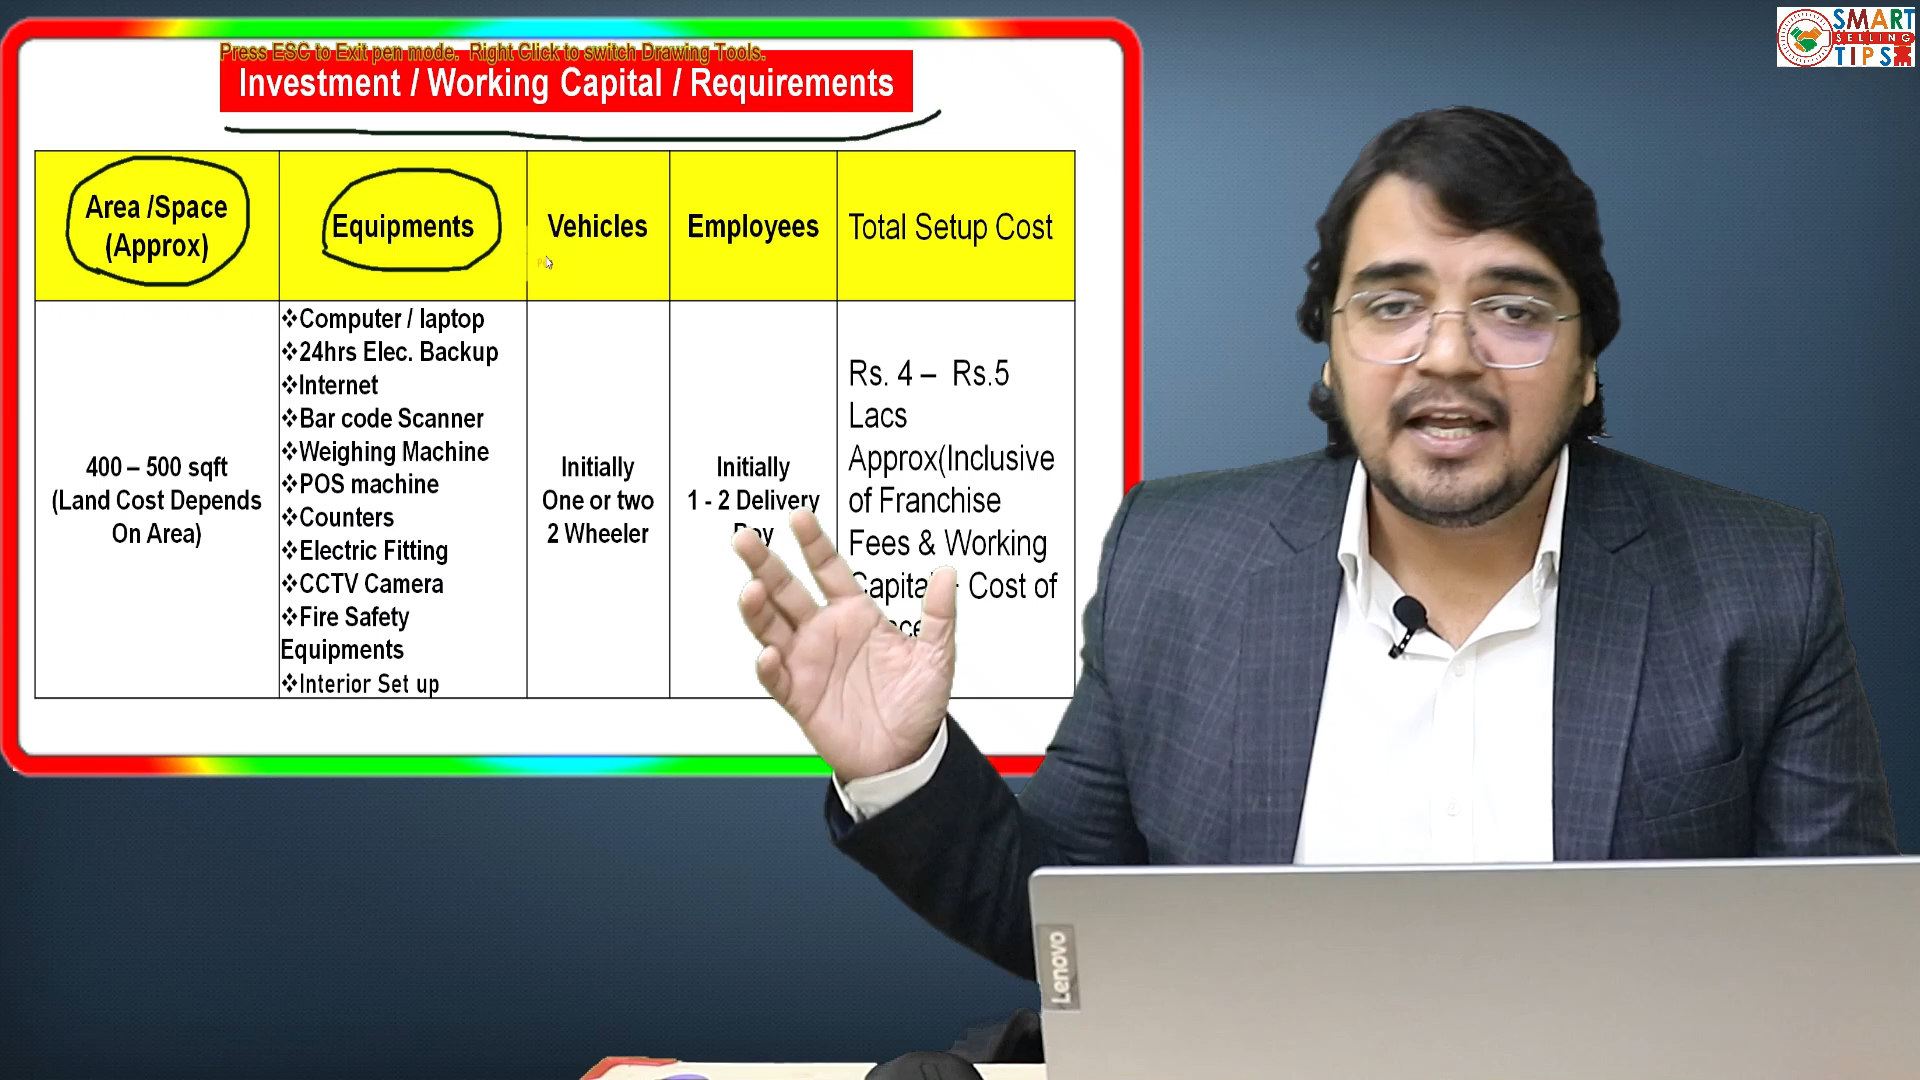 Press ESC to Exit pen mode. Right Click to switch Drawing Tools.
Investment / Working Capital / Requirements
SMART
SELLING
TIPS
Area /Space
(Approx)
Equipments
Vehicles
Employees
Total Setup Cost
400 – 500 sqft
(Land Cost Depends
On Area)
❖Computer / laptop
❖24hrs Elec. Backup
❖Internet
❖Bar code Scanner
❖Weighing Machine
❖POS machine
❖Counters
❖Electric Fitting
❖CCTV Camera
❖Fire Safety
Equipments
❖Interior Set up
Initially
One or two
2 Wheeler
Initially
1 - 2 Delivery
Rs. 4 – Rs.5
Lacs
Approx(Inclusive
of Franchise
Fees & Working
Cost of
Lenovo